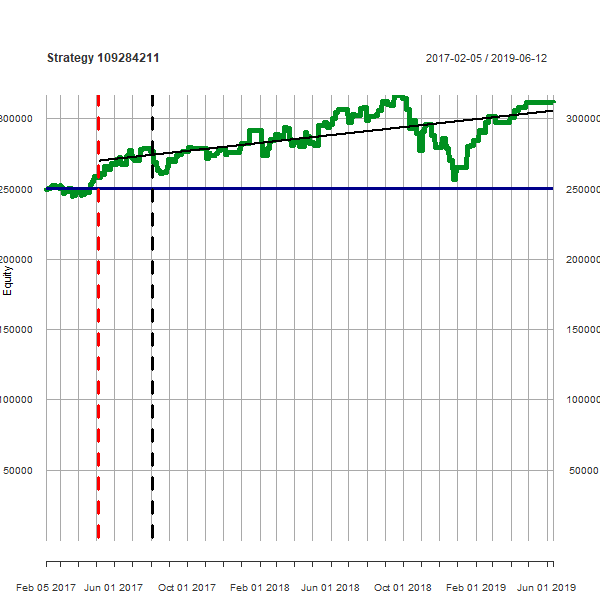 Strategy 109284211
2017-02-05 / 2019-06-12
300000
300000
250000
250000
200000
200000
Equity
150000
150000
100000
100000
50000
50000
Feb 05 2017
Jun 01 2017
Oct 01 2017
Feb 01 2018
Jun 01 2018
Oct 01 2018
Feb 01 2019
Jun 01 2019